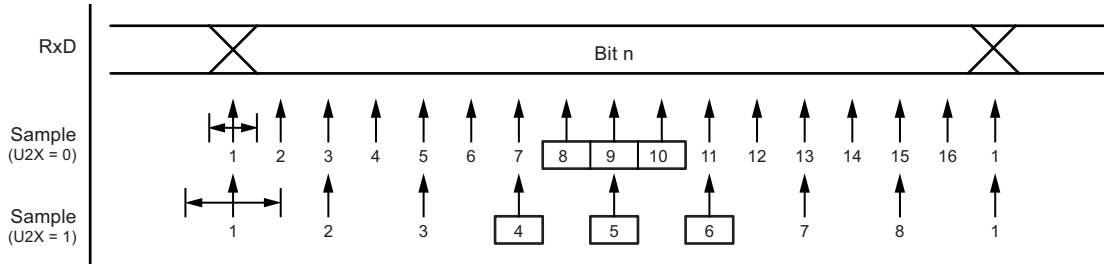 RxD
Bit n
Sample
(U2X = 0)
1 2 3 4 5 6 7 8 9 10 11 12 13 14 15 16 1
Sample
(U2X = 1)
1 2 3 4 5 6 7 8 1